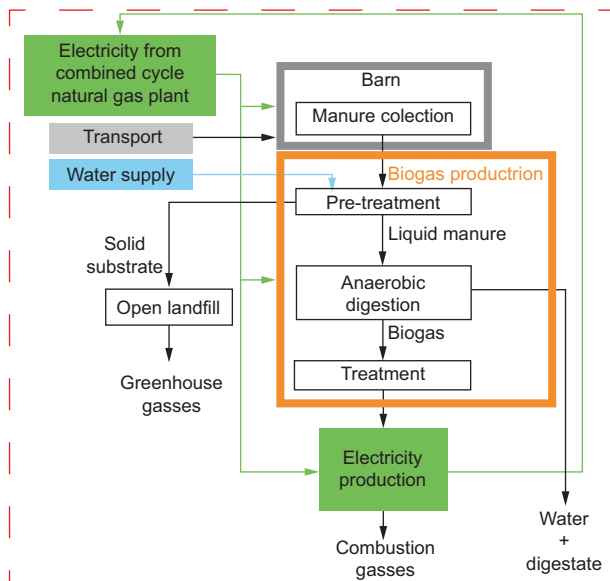 Electricity from
combined cycle
natural gas plant
Barn
Manure colection
Transport
Water supply
Biogas productrion
Pre-treatment
Liquid manure
Solid
substrate
Anaerobic
digestion
Open landfill
Biogas
Greenhouse
gasses
Treatment
Electricity
production
Combustion
gasses
Water
+
digestate